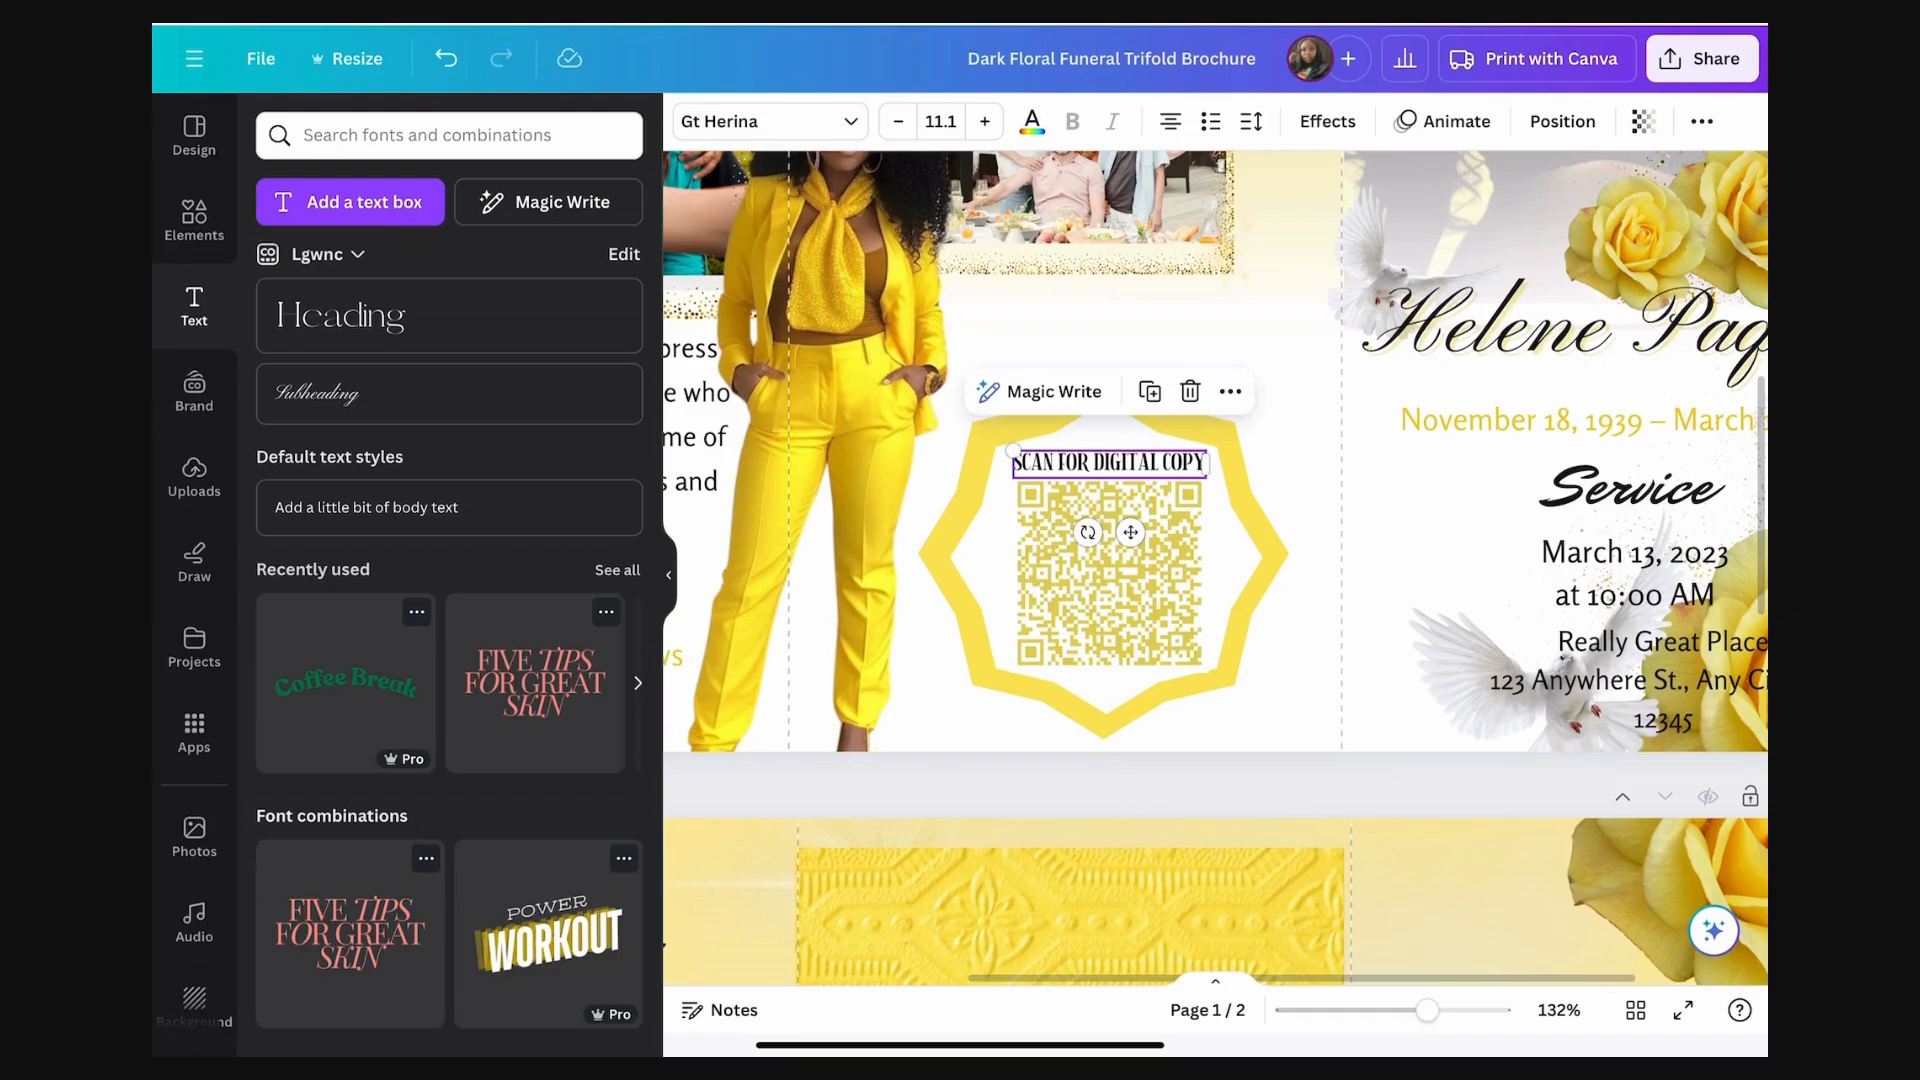 File
Resize
Dark Floral Funeral Trifold Brochure
Print with Canva
Share
Design
Elements
Text
Brand
Uploads
Draw
Projects
Apps
Photos
Audio
Background
Search fonts and combinations
Add a text box
Magic Write
Lgwnc
Edit
Heading
Subheading
Default text styles
Add a little bit of body text
Recently used
See all
Coffee Break
Pro
FIVE TIPS
FOR GREAT
SKIN
Font combinations
FIVE TIPS
FOR GREAT
SKIN
POWER
WORKOUT
Pro
Gt Herina
11.1
A
B
I
Effects
Animate
Position
press
e who
me of
s and
Magic Write
SCAN FOR DIGITAL COPY
Helene Paq
November 18, 1939 – March
Service
March 13, 2023
at 10:00 AM
Really Great Place
123 Anywhere St., Any Ci
12345
Notes
Page 1 / 2
132%